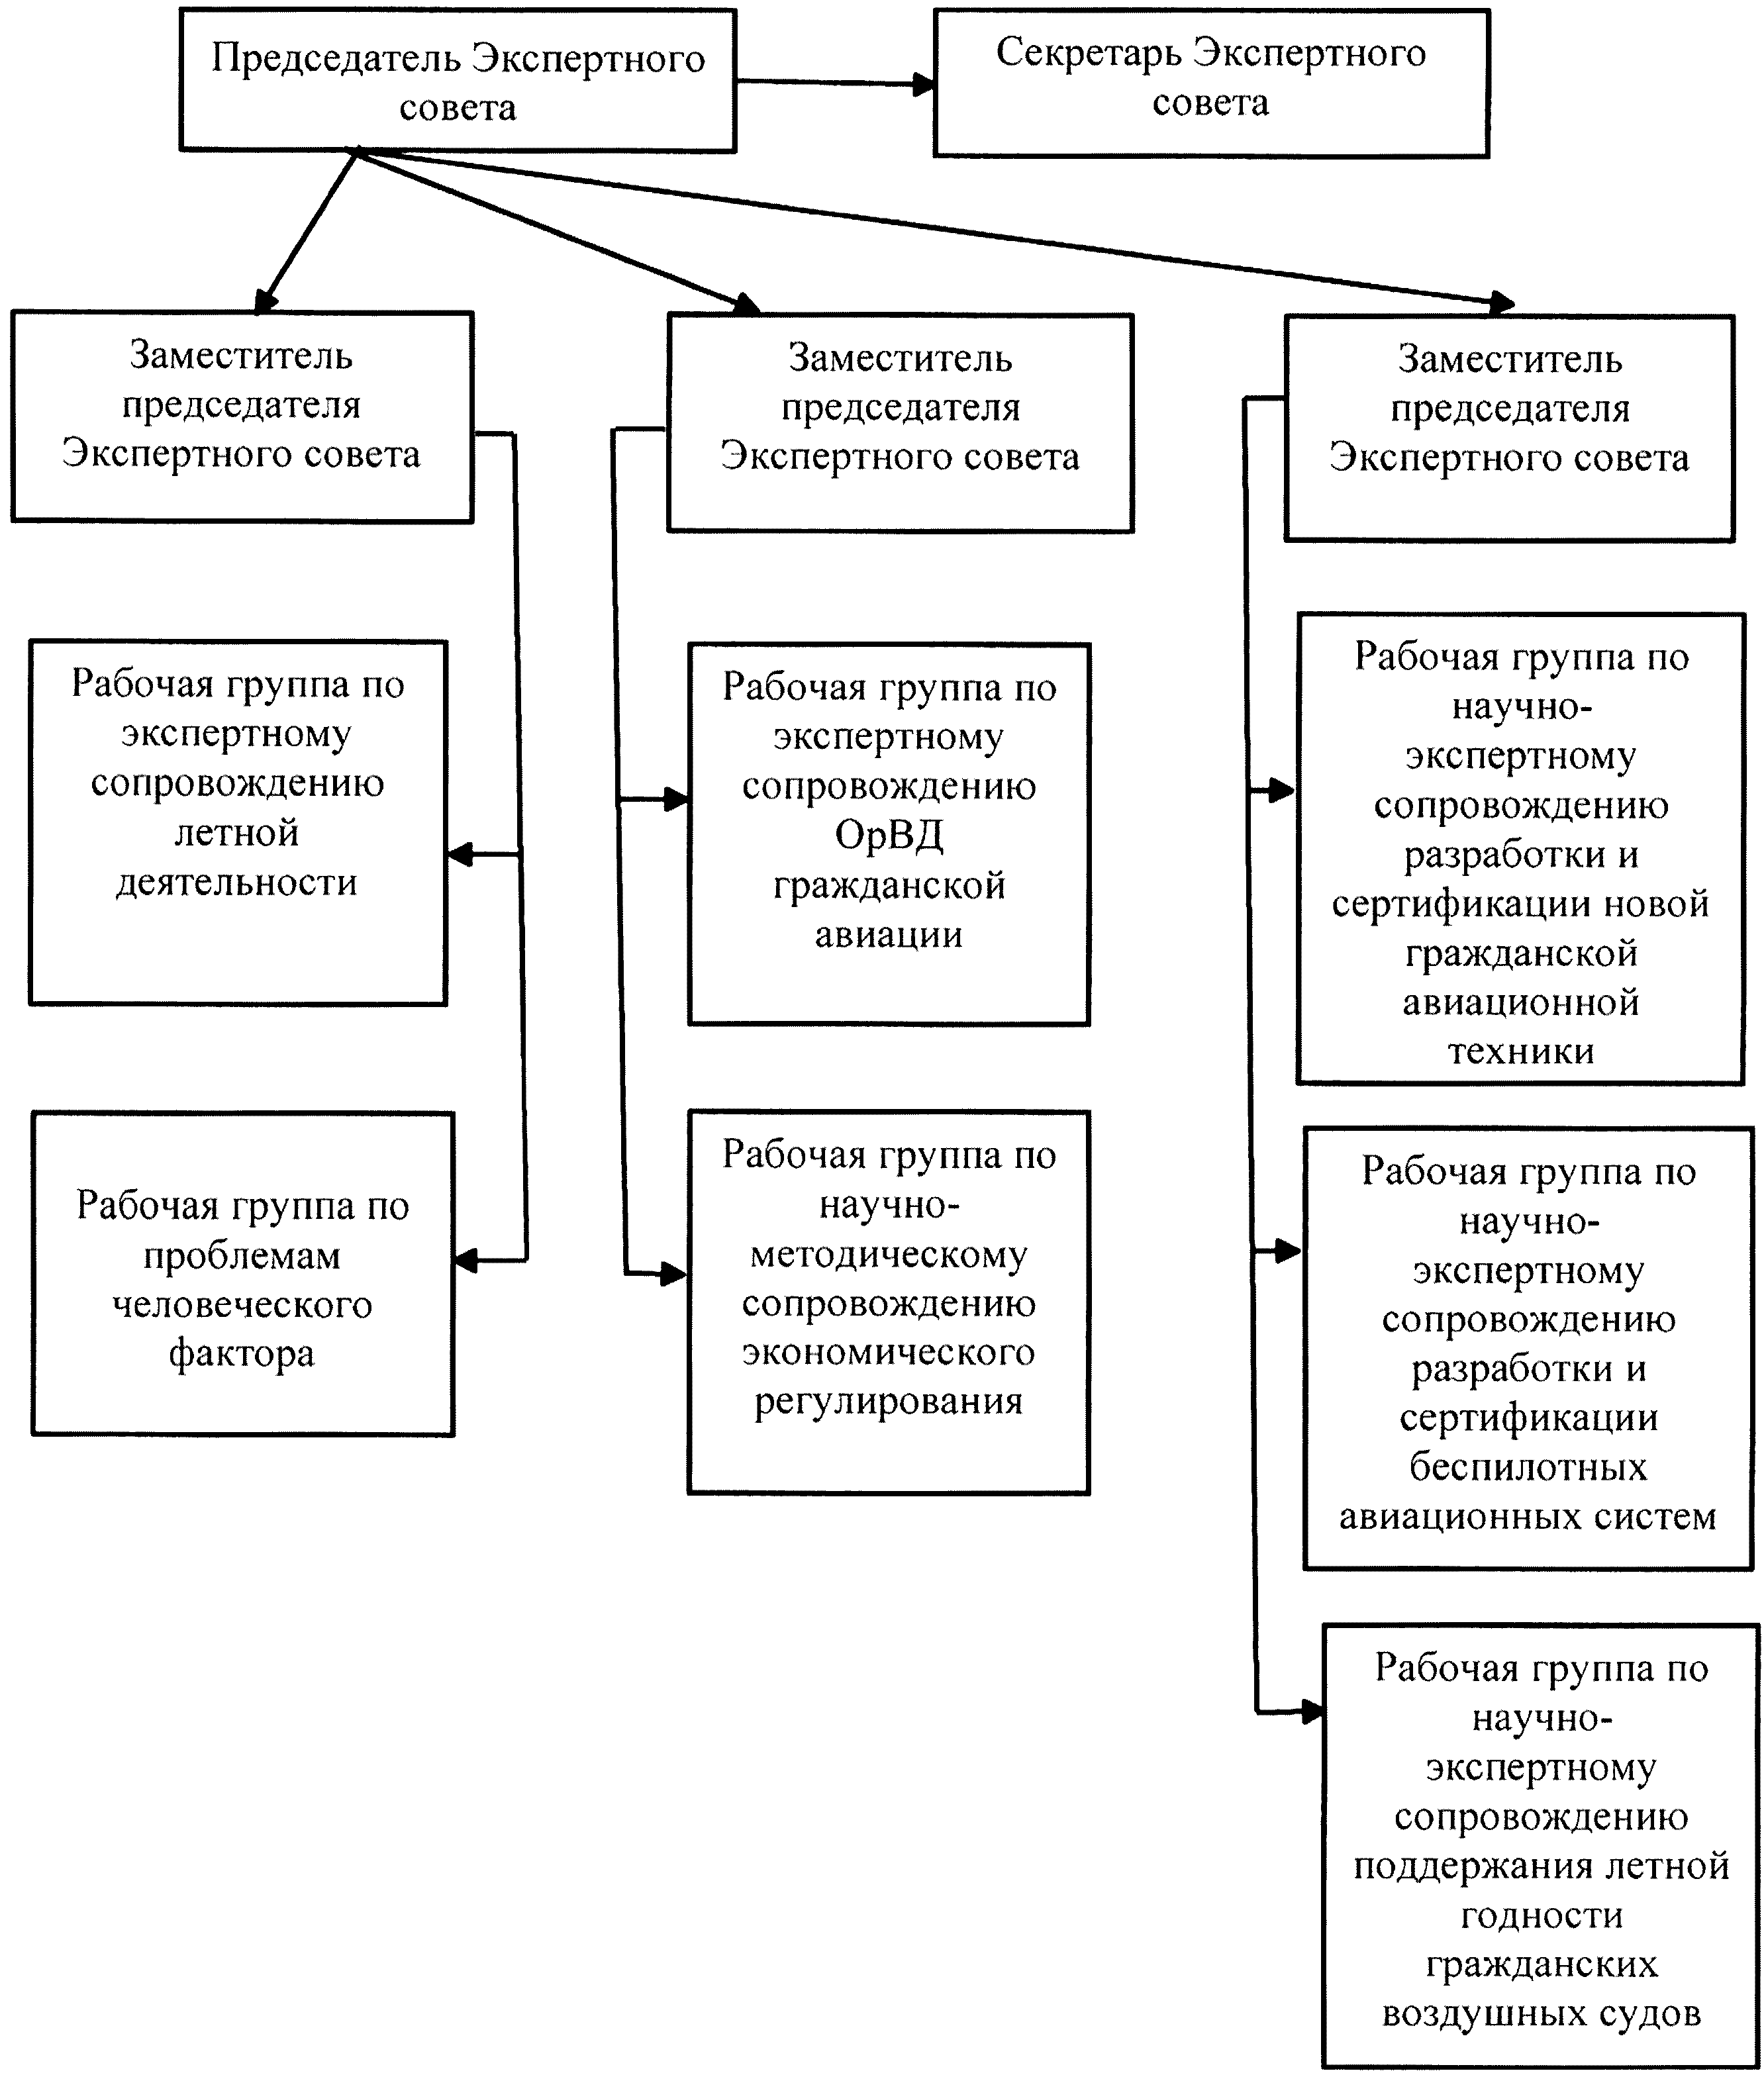 Председатель Экспертного
совета
Секретарь Экспертного
совета
Заместитель
председателя
Экспертного совета
Заместитель
председателя
Экспертного совета
Заместитель
председателя
Экспертного совета
Рабочая группа по
экспертному
сопровождению
летной
деятельности
Рабочая группа по
экспертному
сопровождению
ОрВД
гражданской
авиации
Рабочая группа по
научно-
экспертному
сопровождению
разработки и
сертификации новой
гражданской
авиационной
техники
Рабочая группа по
проблемам
человеческого
фактора
Рабочая группа по
научно-
методическому
сопровождению
экономического
регулирования
Рабочая группа по
научно-
экспертному
сопровождению
разработки и
сертификации
беспилотных
авиационных систем
Рабочая группа по
научно-
экспертному
сопровождению
поддержания летной
годности
гражданских
воздушных судов